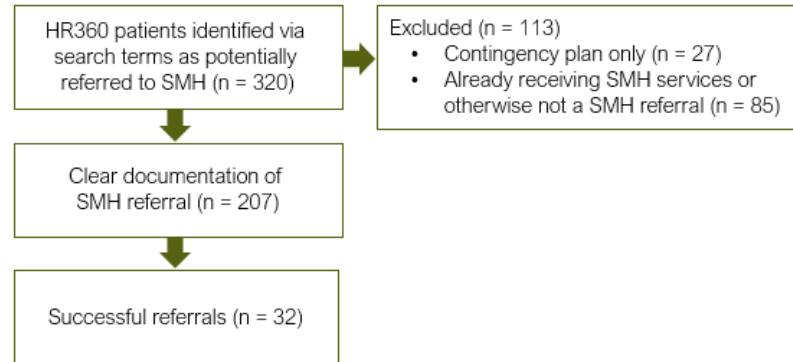 HR360 patients identified via
search terms as potentially
referred to SMH (n = 320)
Excluded (n = 113)
• Contingency plan only (n = 27)
• Already receiving SMH services or
otherwise not a SMH referral (n = 85)
Clear documentation of
SMH referral (n = 207)
Successful referrals (n = 32)